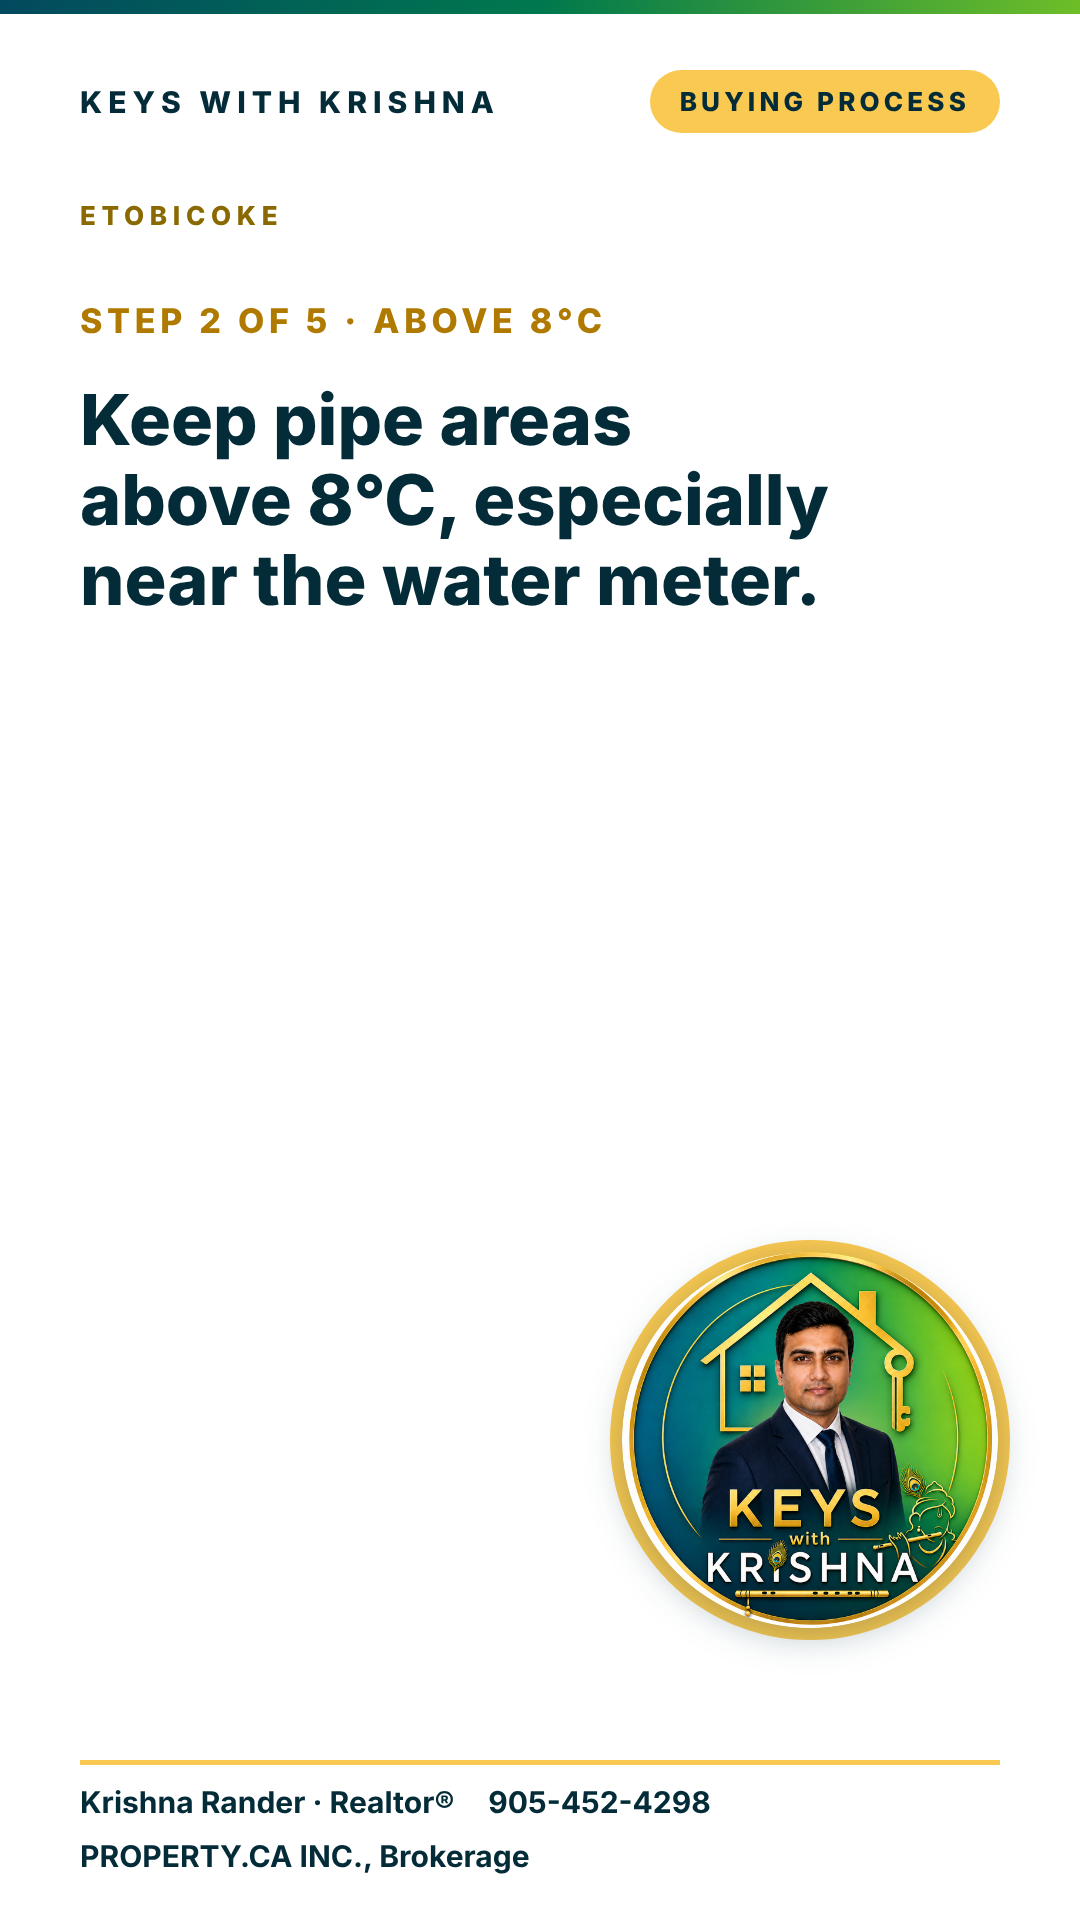 KEYS WITH KRISHNA
BUYING PROCESS
ETOBICOKE
STEP 2 OF 5 · ABOVE 8°C
Keep pipe areas
above 8°C, especially
near the water meter.
KEYS
with
KRISHNA
Krishna Rander · Realtor® 905-452-4298
PROPERTY.CA INC., Brokerage